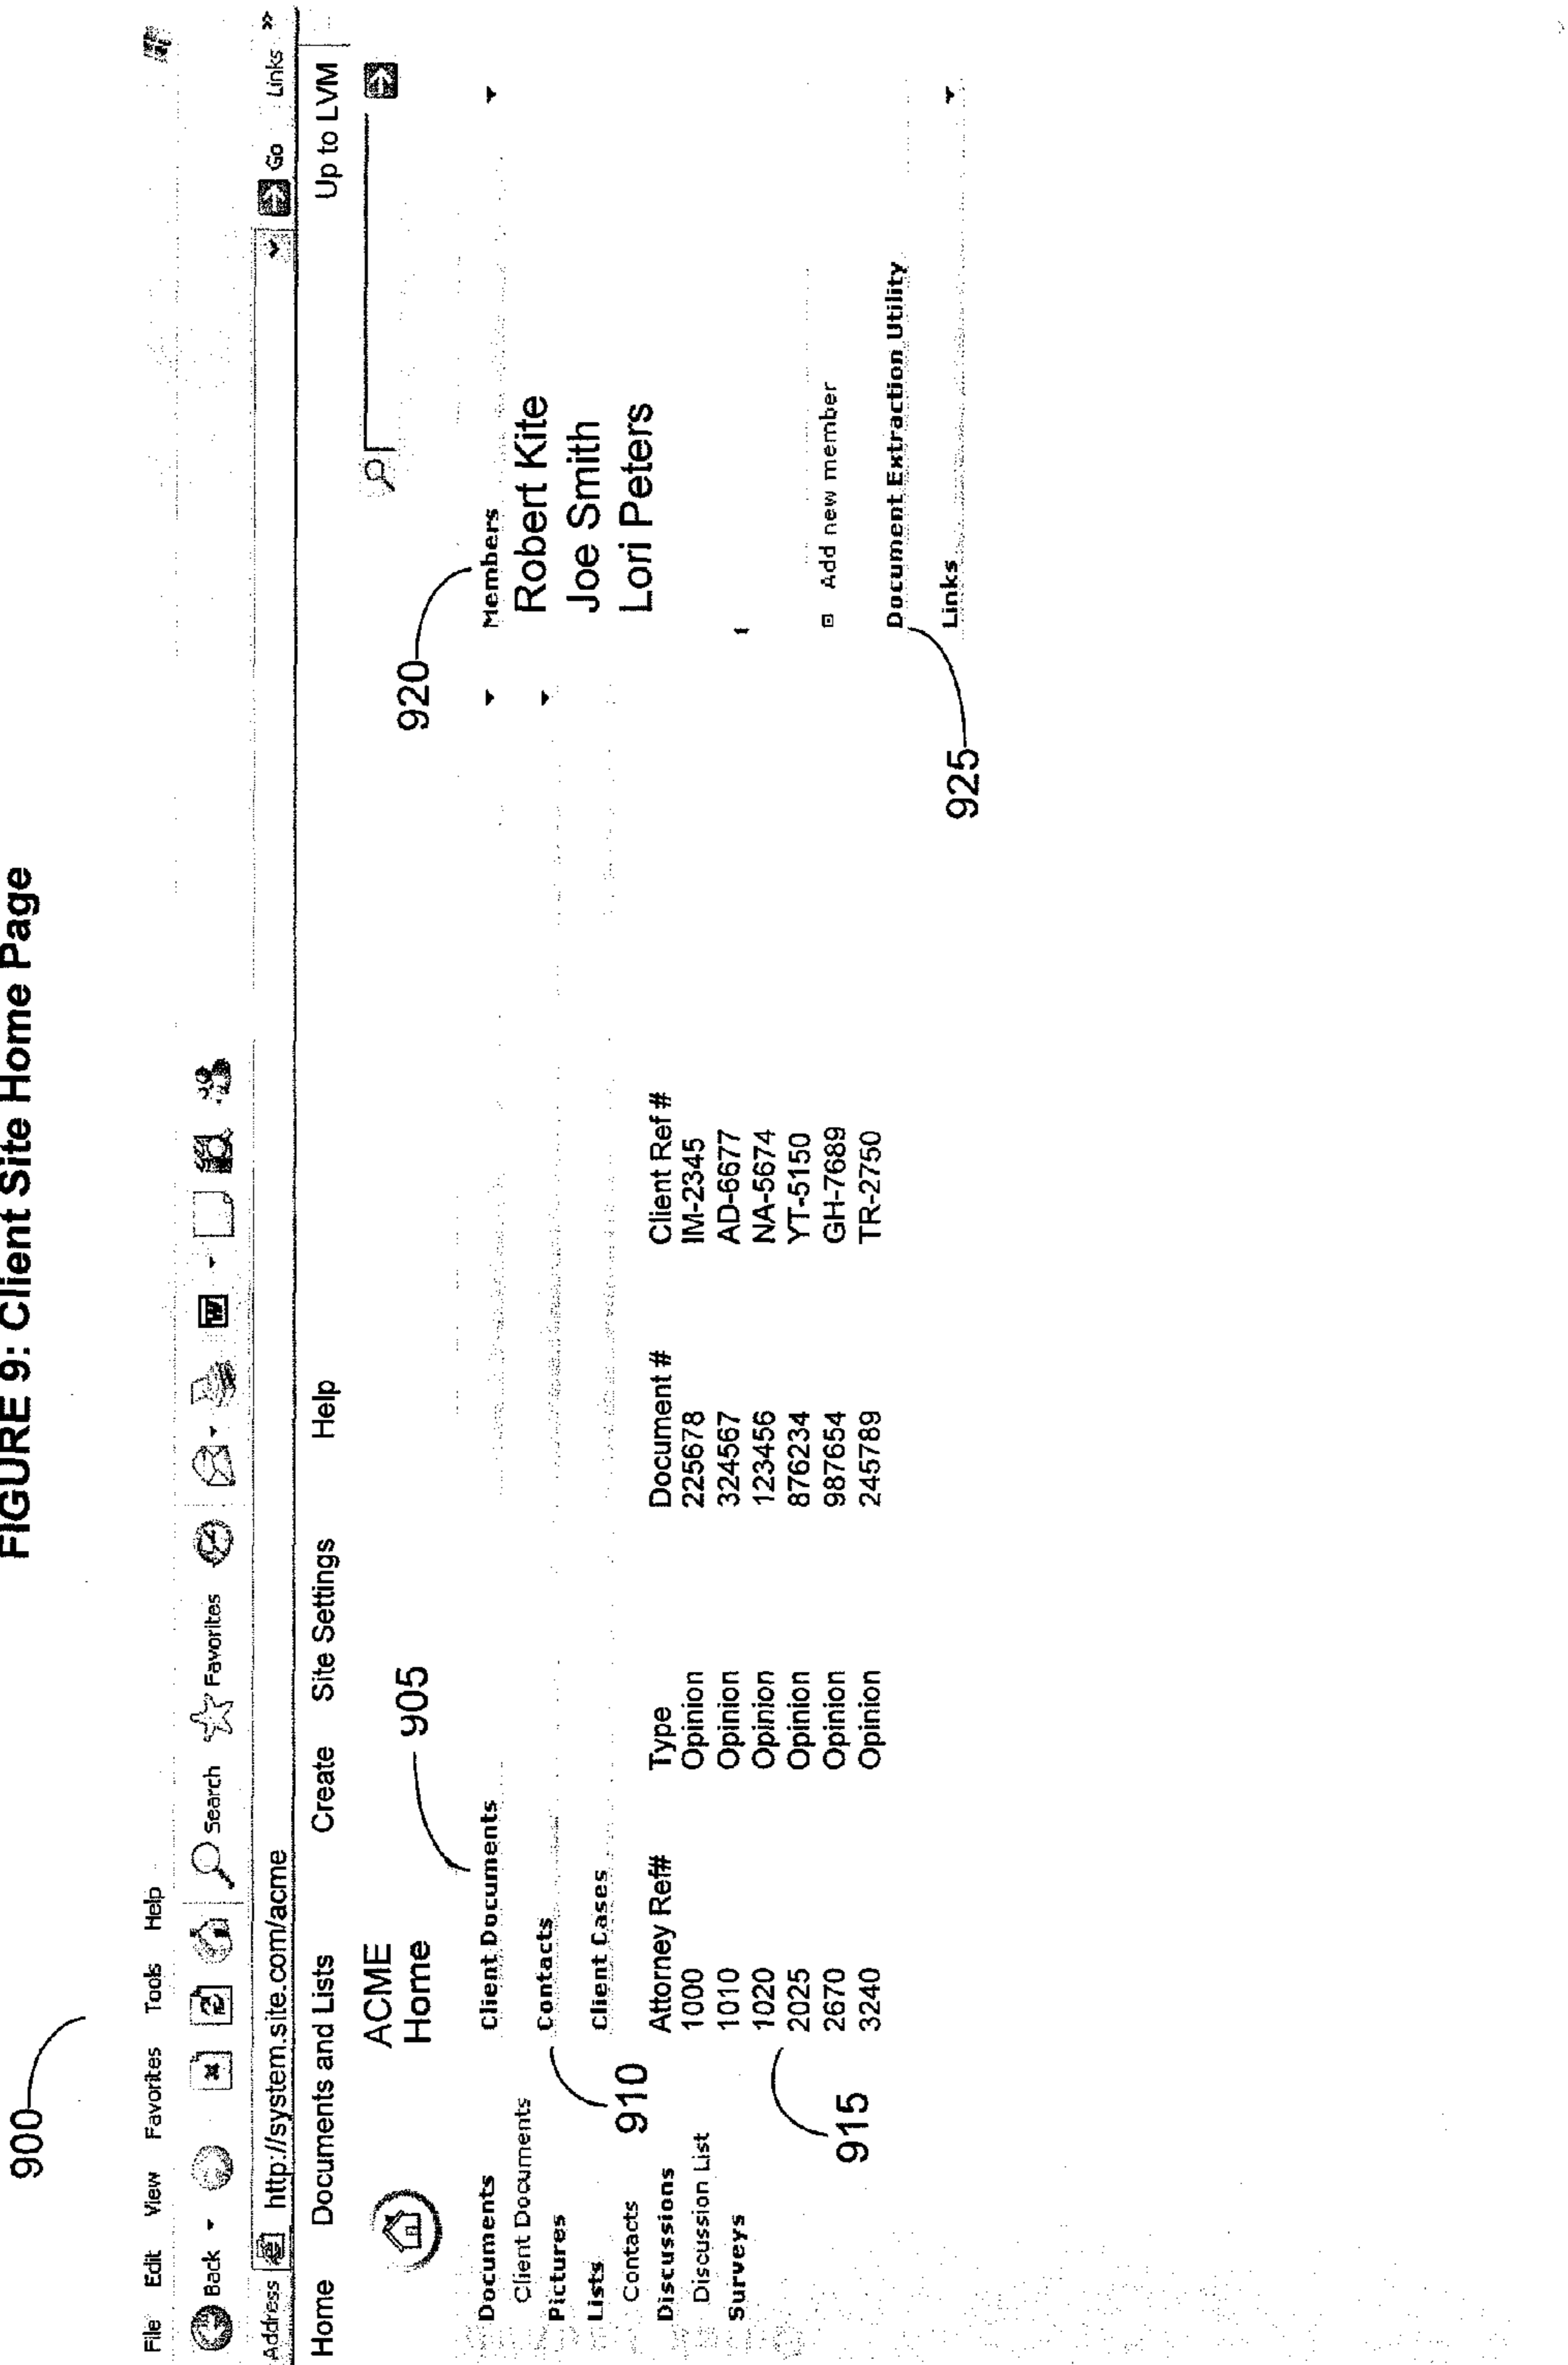 FIGURE 9: Client Site Home Page
900
File Edit View Favorites Tools Help
Back Search Favorites
Address http://system.site.com/acme Go Links »
Home Documents and Lists Create Site Settings Help Up to LVM
ACME
Home
905
920
Documents
Client Documents
Pictures
Lists
Contacts
Discussions
Discussion List
Surveys
Client Documents
Contacts
910
Client Cases
Attorney Ref# Type Document # Client Ref #
1000 Opinion 225678 IM-2345
1010 Opinion 324567 AD-6677
1020 Opinion 123456 NA-5674
2025 Opinion 876234 YT-5150
2670 Opinion 987654 GH-7689
3240 Opinion 245789 TR-2750
915
Members
Robert Kite
Joe Smith
Lori Peters
Add new member
Document Extraction Utility
Links
925